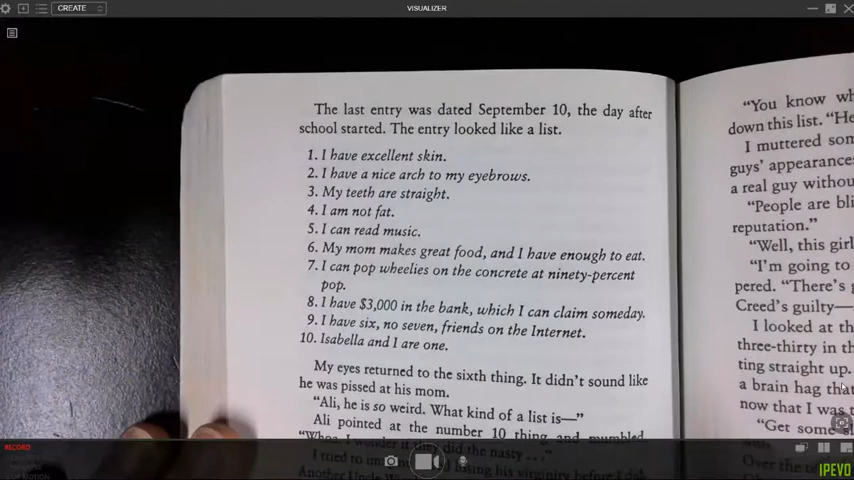 CREATE
VISUALIZER
The last entry was dated September 10, the day after
school started. The entry looked like a list.
1. I have excellent skin.
2. I have a nice arch to my eyebrows.
3. My teeth are straight.
4. I am not fat.
5. I can read music.
6. My mom makes great food, and I have enough to eat.
7. I can pop wheelies on the concrete at ninety-percent
pop.
8. I have $3,000 in the bank, which I can claim someday.
9. I have six, no seven, friends on the Internet.
10. Isabella and I are one.
My eyes returned to the sixth thing. It didn't sound like
he was pissed at his mom.
"Ali, he is so weird. What kind of a list is—"
Ali pointed at the number 10 thing and mumbled,
"Whoa, I wonder if they did the nasty . . ."
"You know wh
down this list. "He
I muttered som
guys' appearance
a real guy withou
"People are bli
reputation."
"Well, this girl
"I'm going to
pered. "There's
Creed's guilty—
I looked at th
three-thirty in th
ting straight up.
a brain hag that
now that I was t
"Get some
RECORD
IPEVO